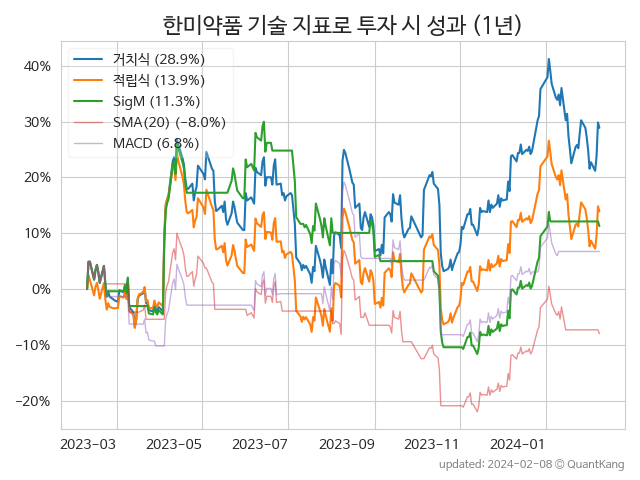 한미약품 기술 지표로 투자 시 성과 (1년)
거치식 (28.9%)
적립식 (13.9%)
SigM (11.3%)
SMA(20) (−8.0%)
MACD (6.8%)
40%
30%
20%
10%
0%
−10%
−20%
2023-03 2023-05 2023-07 2023-09 2023-11 2024-01
updated: 2024-02-08 © QuantKang